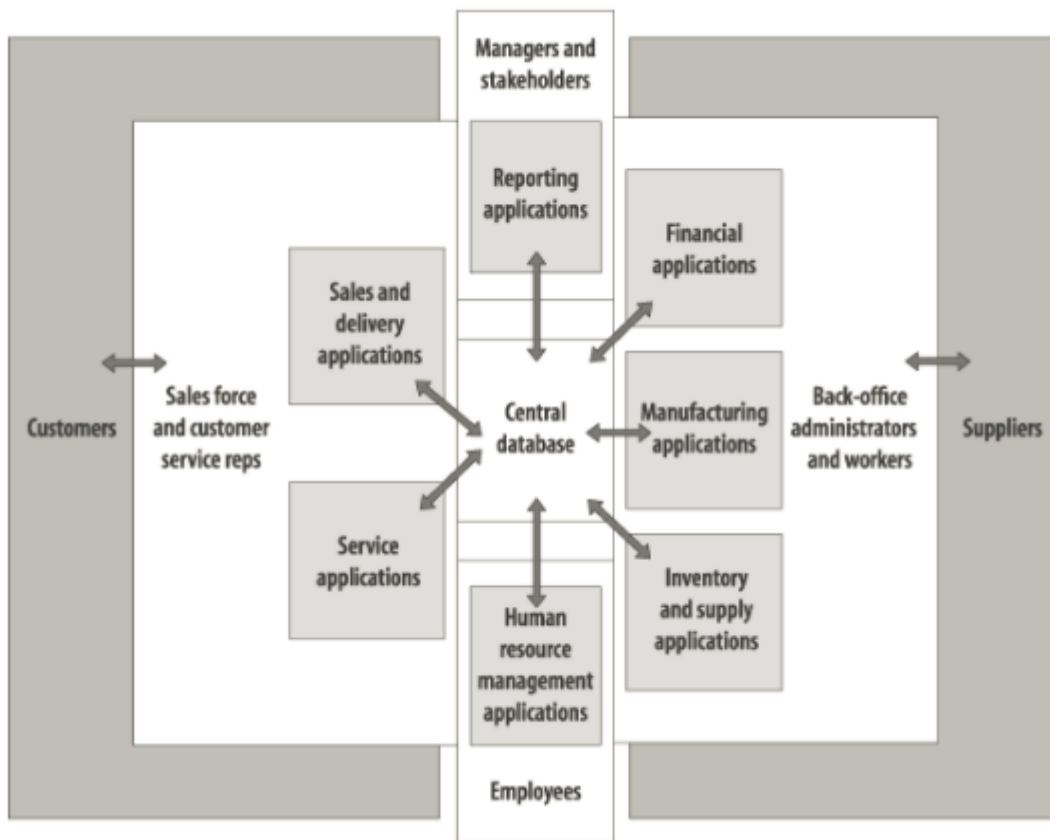 Managers and
stakeholders
Reporting
applications
Financial
applications
Sales and
delivery
applications
Customers
Sales force
and customer
service reps
Central
database
Manufacturing
applications
Back-office
administrators
and workers
Suppliers
Service
applications
Inventory
and supply
applications
Human
resource
management
applications
Employees